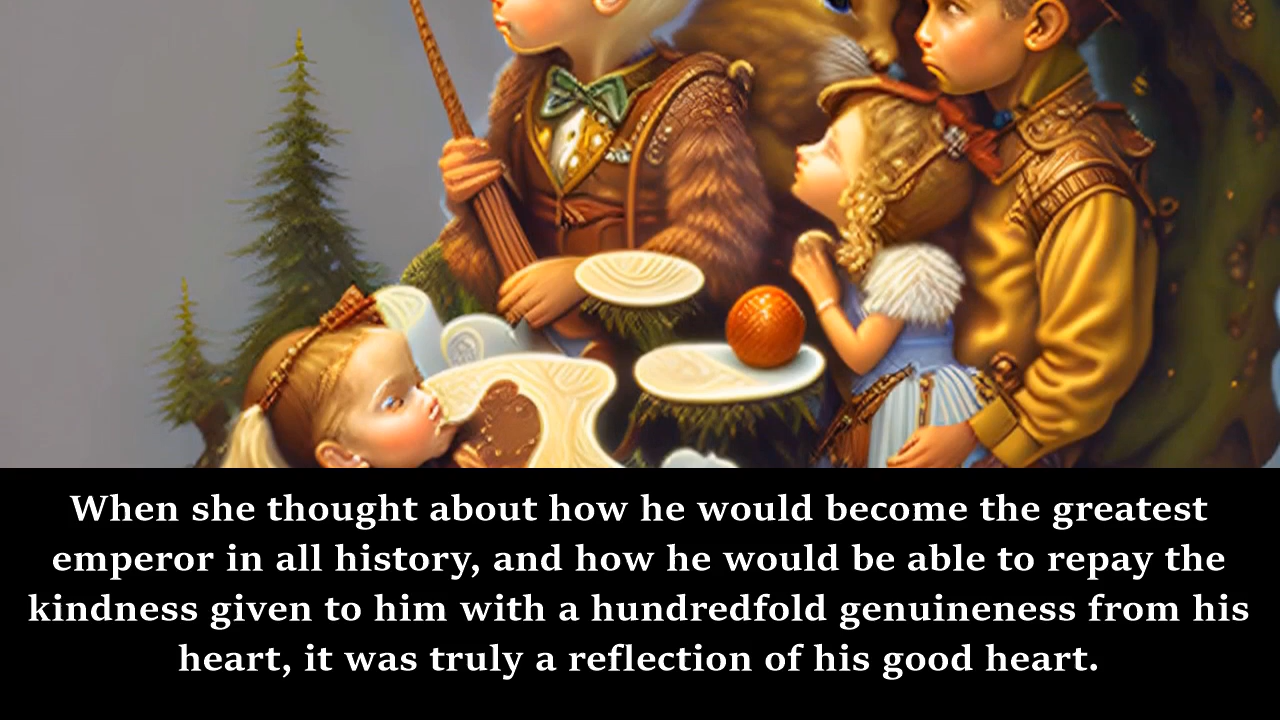 When she thought about how he would become the greatest
emperor in all history, and how he would be able to repay the
kindness given to him with a hundredfold genuineness from his
heart, it was truly a reflection of his good heart.